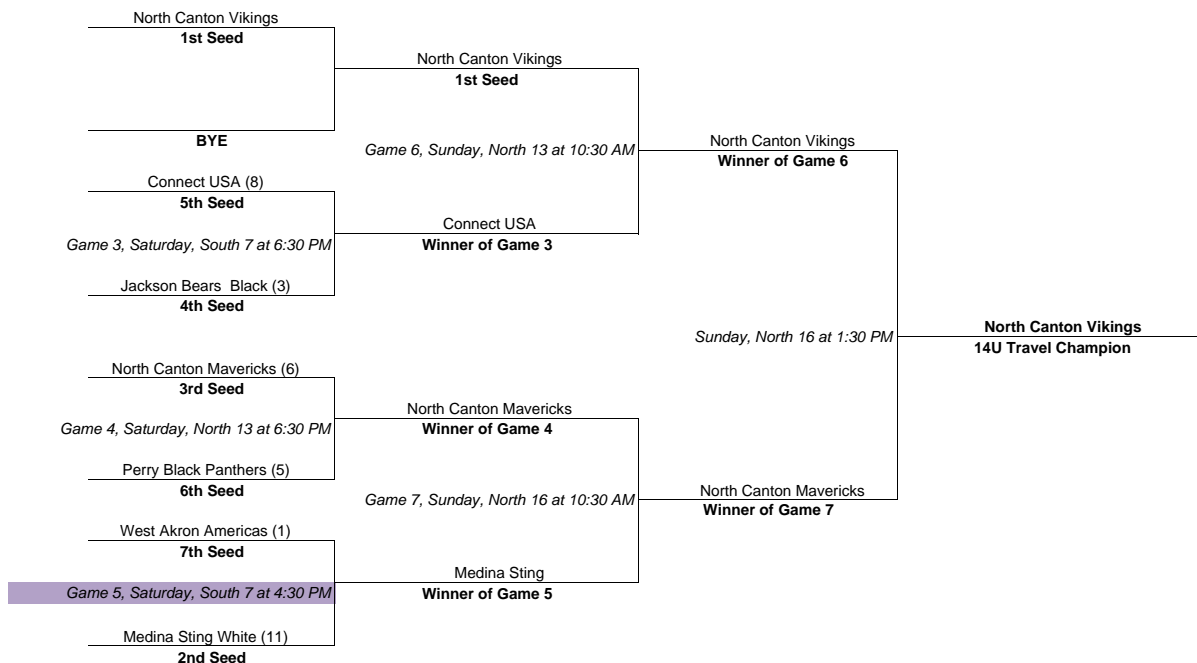 North Canton Vikings
1st Seed
North Canton Vikings
1st Seed
BYE
Game 6, Sunday, North 13 at 10:30 AM
North Canton Vikings
Winner of Game 6
Connect USA (8)
5th Seed
Connect USA
Game 3, Saturday, South 7 at 6:30 PM
Winner of Game 3
Jackson Bears  Black (3)
4th Seed
North Canton Vikings
Sunday, North 16 at 1:30 PM
14U Travel Champion
North Canton Mavericks (6)
3rd Seed
North Canton Mavericks
Game 4, Saturday, North 13 at 6:30 PM
Winner of Game 4
Perry Black Panthers (5)
6th Seed
Game 7, Sunday, North 16 at 10:30 AM
North Canton Mavericks
Winner of Game 7
West Akron Americas (1)
7th Seed
Medina Sting
Game 5, Saturday, South 7 at 4:30 PM
Winner of Game 5
Medina Sting White (11)
2nd Seed